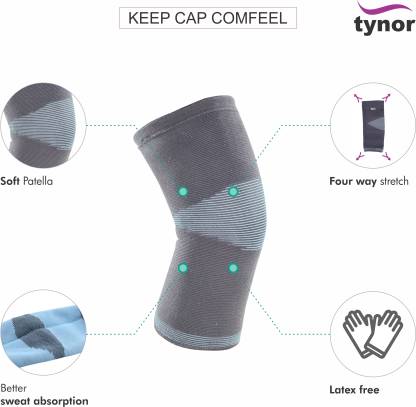 KEEP CAP COMFEEL
tynor
Soft Patella
Four way stretch
Better
sweat absorption
Latex free